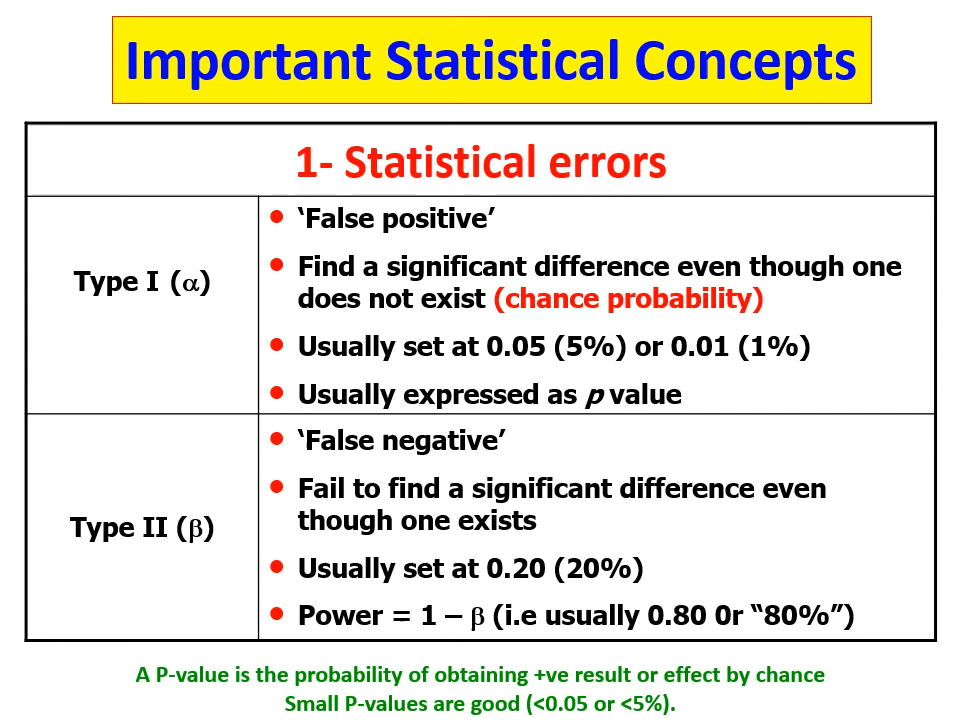 Important Statistical Concepts
1- Statistical errors
Type I (α)
• ‘False positive’
• Find a significant difference even though one
does not exist (chance probability)
• Usually set at 0.05 (5%) or 0.01 (1%)
• Usually expressed as p value
Type II (β)
• ‘False negative’
• Fail to find a significant difference even
though one exists
• Usually set at 0.20 (20%)
• Power = 1 – β (i.e usually 0.80 0r “80%”)
A P-value is the probability of obtaining +ve result or effect by chance
Small P-values are good (<0.05 or <5%).